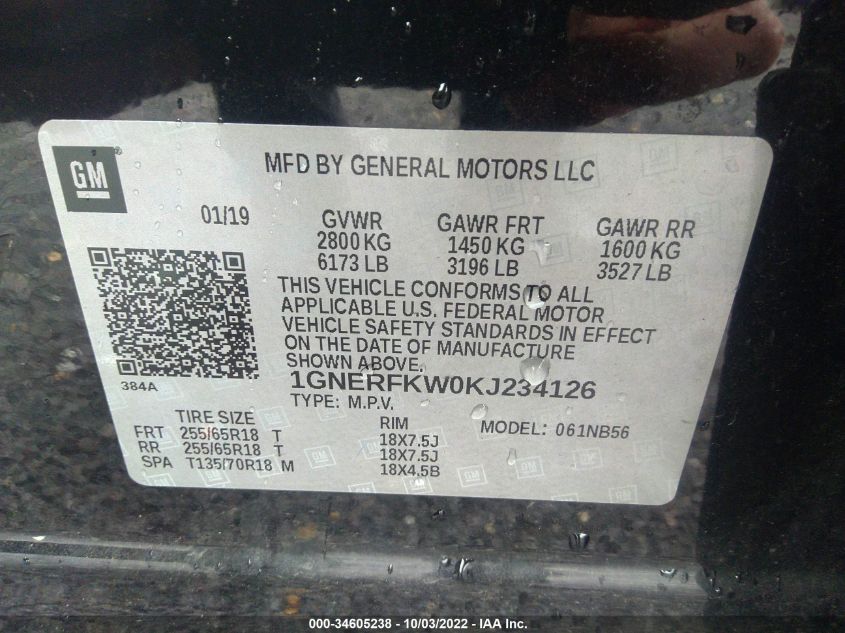 GM
MFD BY GENERAL MOTORS LLC
01/19
GVWR
2800 KG
6173 LB
GAWR FRT
1450 KG
3196 LB
GAWR RR
1600 KG
3527 LB
THIS VEHICLE CONFORMS TO ALL
APPLICABLE U.S. FEDERAL MOTOR
VEHICLE SAFETY STANDARDS IN EFFECT
ON THE DATE OF MANUFACTURE
SHOWN ABOVE.
384A
1GNERFKW0KJ234126
TYPE: M.P.V.
MODEL: 061NB56
TIRE SIZE RIM
FRT 255/65R18 T 18X7.5J
RR 255/65R18 T 18X7.5J
SPA T135/70R18 M 18X4.5B
000-34605238 - 10/03/2022 - IAA Inc.